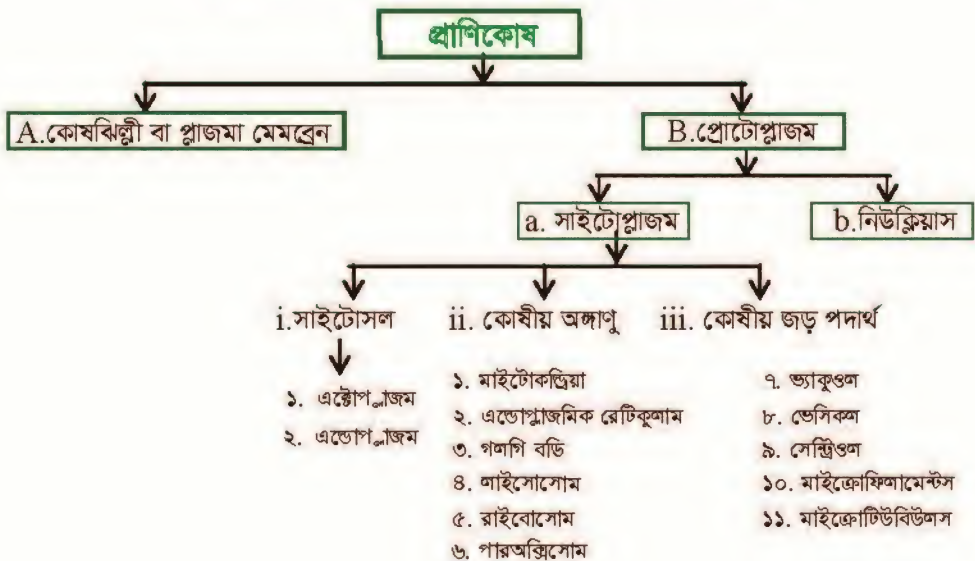 প্রাণিকোষ
A.কোষঝিল্লী বা প্লাজমা মেমব্রেন
B.প্রোটোপ্লাজম
a. সাইটোপ্লাজম
b.নিউক্লিয়াস
i.সাইটোসল
ii. কোষীয় অঙ্গাণু
iii. কোষীয় জড় পদার্থ
১. এক্টোপ্লাজম
২. এন্ডোপ্লাজম
১. মাইটোকন্ড্রিয়া
২. এন্ডোপ্লাজমিক রেটিকুলাম
৩. গলগি বডি
৪. লাইসোসোম
৫. রাইবোসোম
৬. পারঅক্সিসোম
৭. ভ্যাকুওল
৮. ভেসিকল
৯. সেন্ট্রিওল
১০. মাইক্রোফিলামেন্টস
১১. মাইক্রোটিউবিউলস